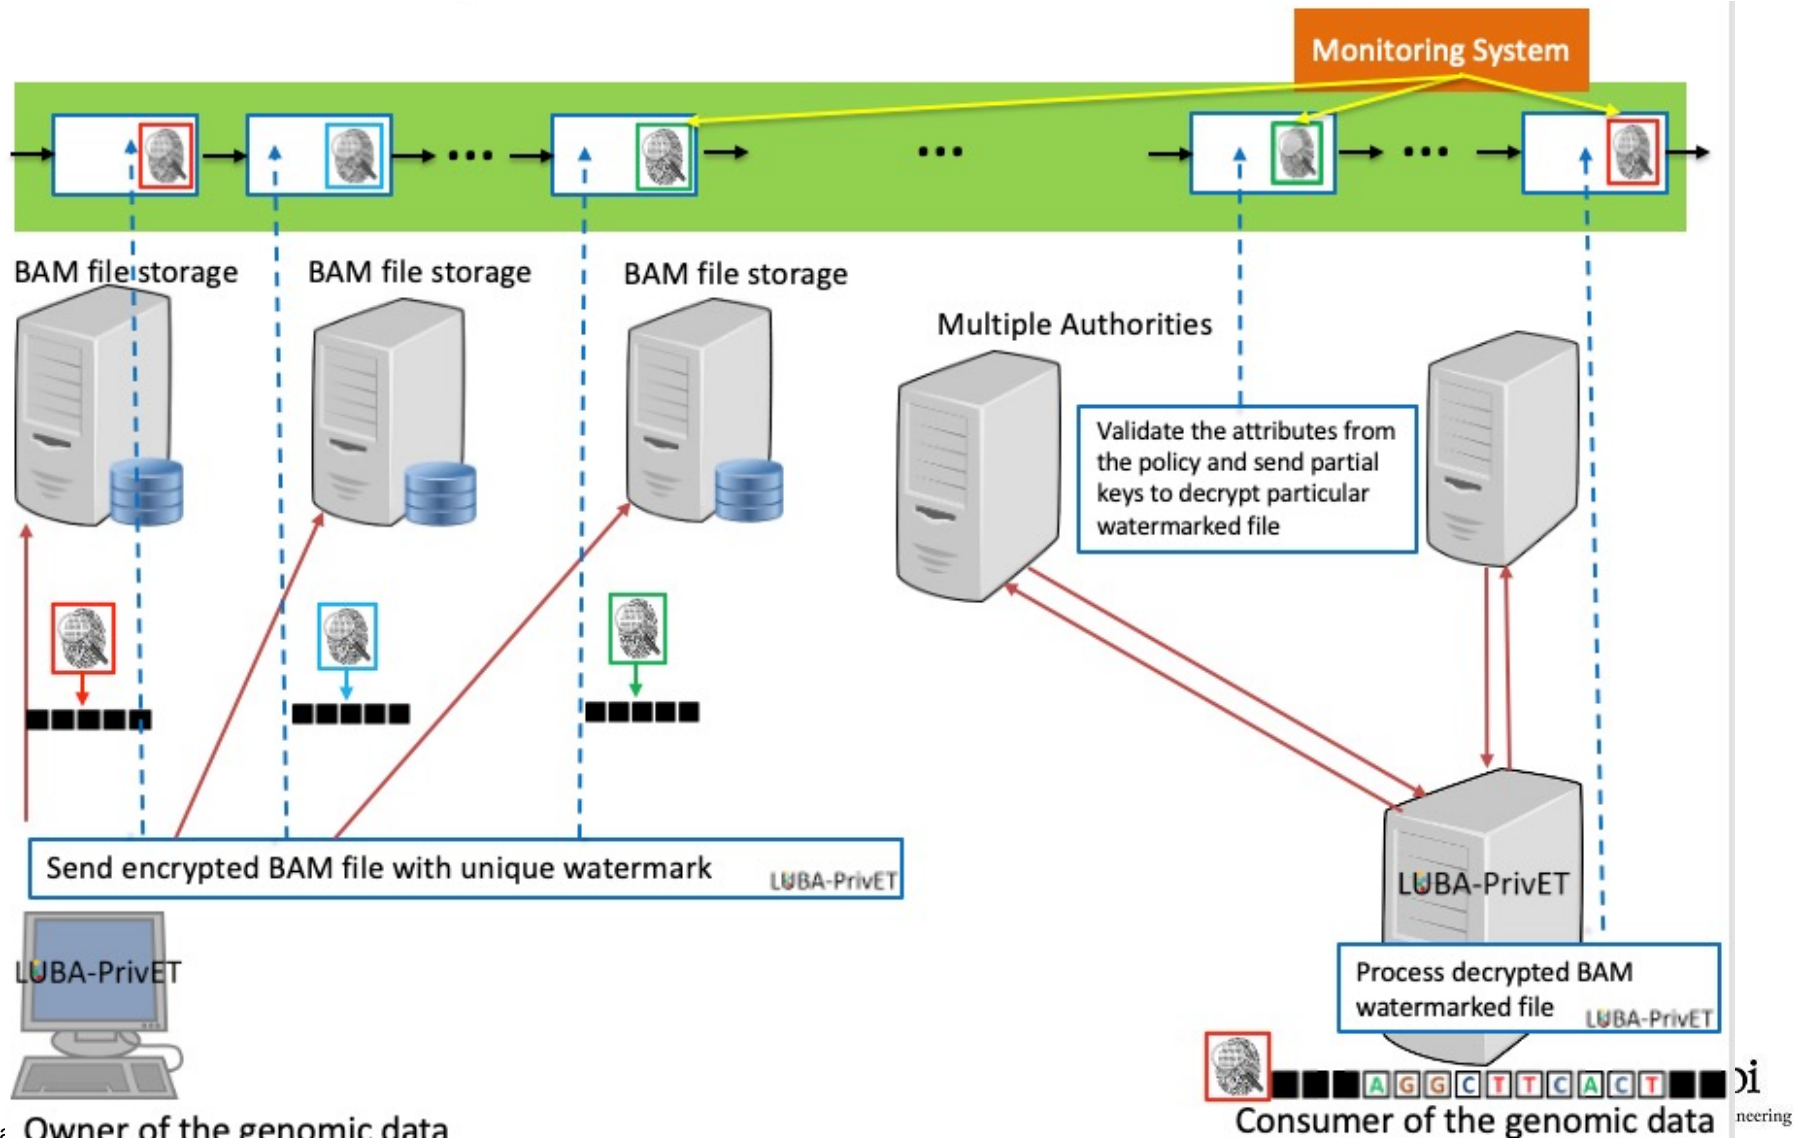 Monitoring System
BAM file storage
BAM file storage
BAM file storage
Multiple Authorities
Validate the attributes from
the policy and send partial
keys to decrypt particular
watermarked file
Send encrypted BAM file with unique watermark
LUBA-PrivET
LUBA-PrivET
LUBA-PrivET
Process decrypted BAM
watermarked file
LUBA-PrivET
A G G C T T C A C T
Consumer of the genomic data
Owner of the genomic data
neering